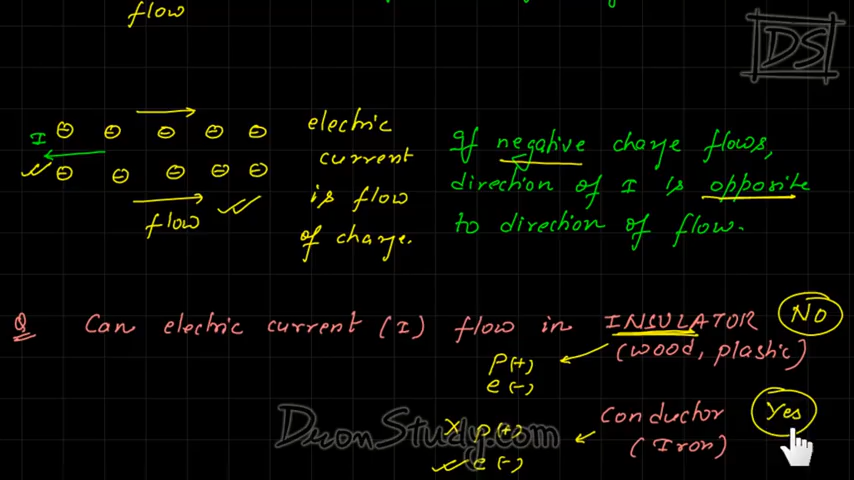 flow
DS
I
electric
current
is flow
of charge.
flow
If negative charge flows,
direction of I is opposite
to direction of flow.
Q Can electric current (I) flow in INSULATOR No
(wood, plastic)
p(+)
e(-)
Conductor Yes
(Iron)
X p(+)
✓ e(-)
DronStudy.com